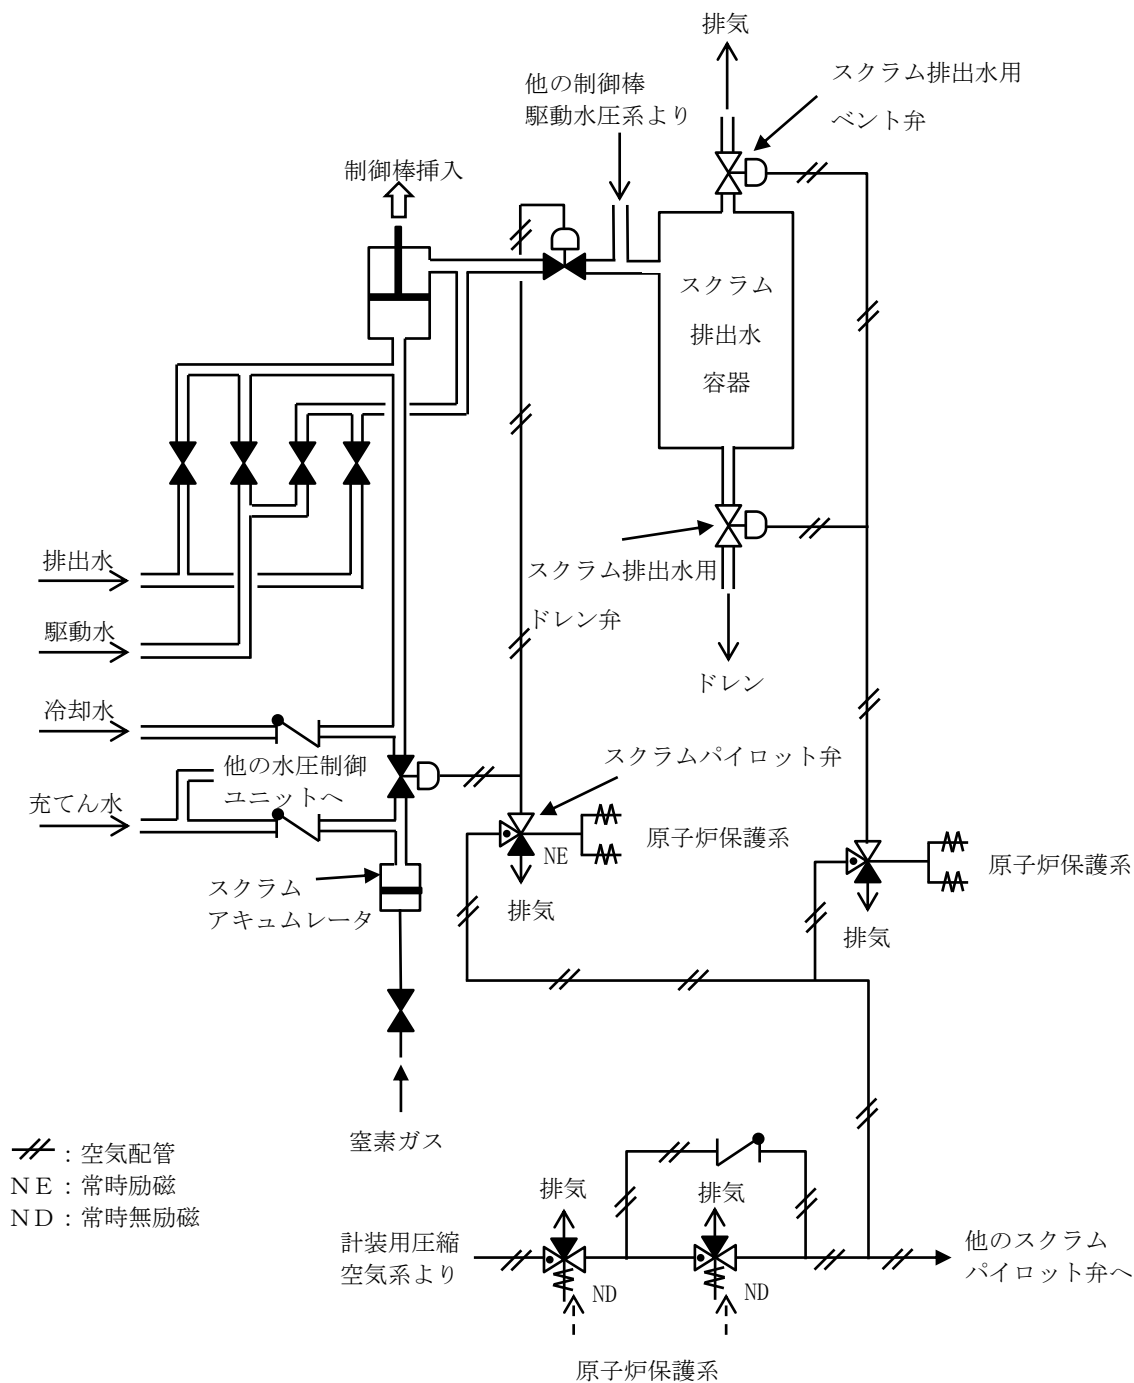 排気
スクラム排出水用
ベント弁
他の制御棒
駆動水圧系より
制御棒挿入
スクラム
排出水
容器
排出水
スクラム排出水用
ドレン弁
駆動水
ドレン
冷却水
他の水圧制御
ユニットへ
スクラムパイロット弁
充てん水
NE
原子炉保護系
原子炉保護系
スクラム
アキュムレータ
排気
排気
窒素ガス
：空気配管
ＮＥ：常時励磁
ＮＤ：常時無励磁
排気
排気
計装用圧縮
空気系より
ND
ND
他のスクラム
パイロット弁へ
原子炉保護系